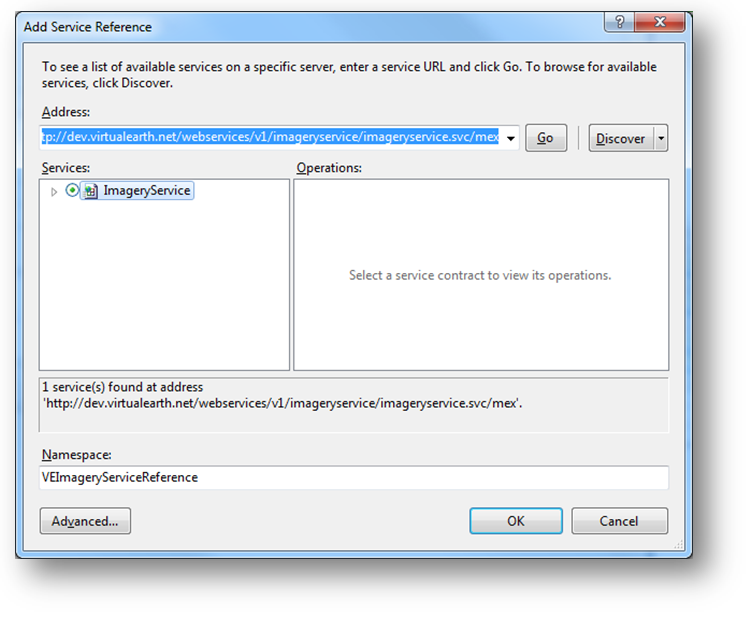 Add Service Reference
To see a list of available services on a specific server, enter a service URL and click Go. To browse for available
services, click Discover.
Address:
tp://dev.virtualearth.net/webservices/v1/imageryservice/imageryservice.svc/mex
Go
Discover
Services:
Operations:
ImageryService
Select a service contract to view its operations.
1 service(s) found at address
'http://dev.virtualearth.net/webservices/v1/imageryservice/imageryservice.svc/mex'.
Namespace:
VEImageryServiceReference
Advanced...
OK
Cancel